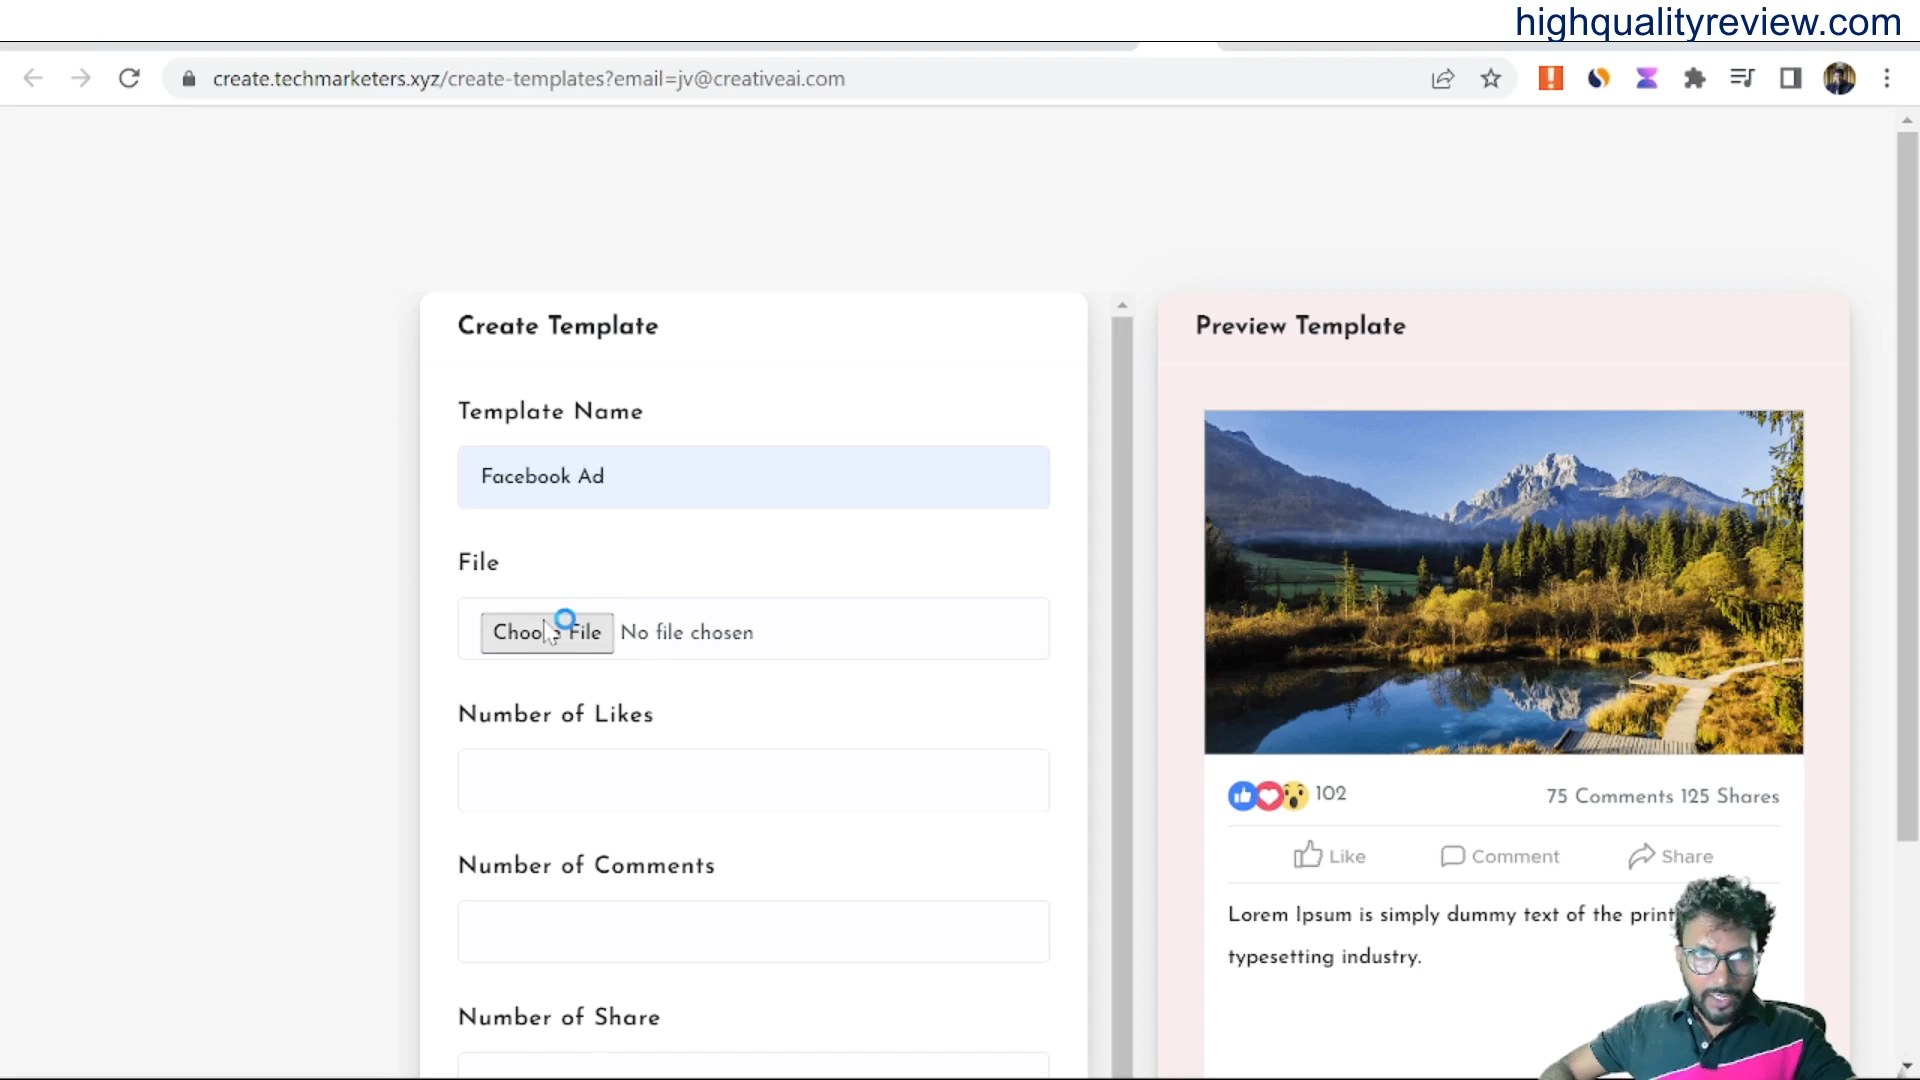 highqualityreview.com
create.techmarketers.xyz/create-templates?email=jv@creativeai.com
Create Template
Template Name
Facebook Ad
File
Choose File No file chosen
Number of Likes
Number of Comments
Number of Share
Preview Template
102
75 Comments 125 Shares
Like Comment Share
Lorem Ipsum is simply dummy text of the print
typesetting industry.